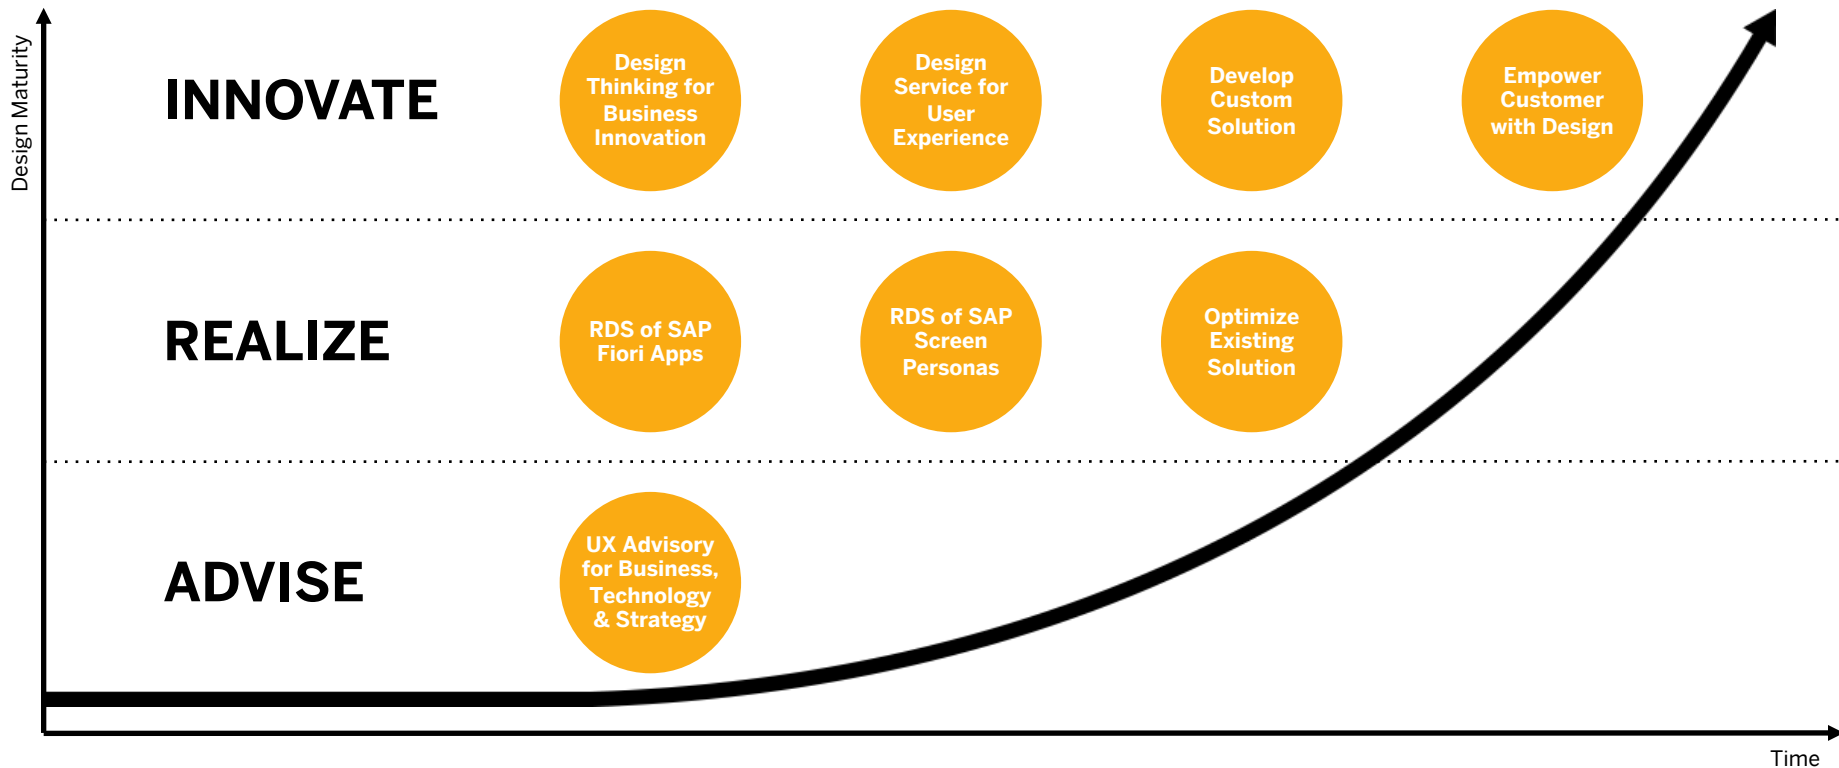 Design Maturity
INNOVATE
Design
Thinking for
Business
Innovation
Design
Service for
User
Experience
Develop
Custom
Solution
Empower
Customer
with Design
REALIZE
RDS of SAP
Fiori Apps
RDS of SAP
Screen
Personas
Optimize
Existing
Solution
ADVISE
UX Advisory
for Business,
Technology
& Strategy
Time